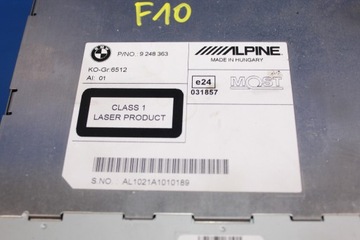 F10
P/NO.: 9 248 363
ALPINE
MADE IN HUNGARY
KO-Gr:6512
AI: 01
e24
031857
MOST
CLASS 1
LASER PRODUCT
S.NO : AL1021A1010189